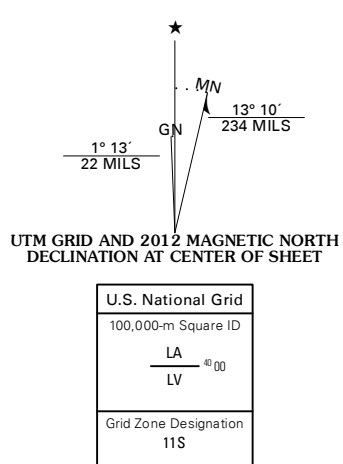 ★
MN
13° 10´
234 MILS
GN
1° 13´
22 MILS
UTM GRID AND 2012 MAGNETIC NORTH
DECLINATION AT CENTER OF SHEET
U.S. National Grid
100,000-m Square ID
LA
40 00
LV
Grid Zone Designation
11S